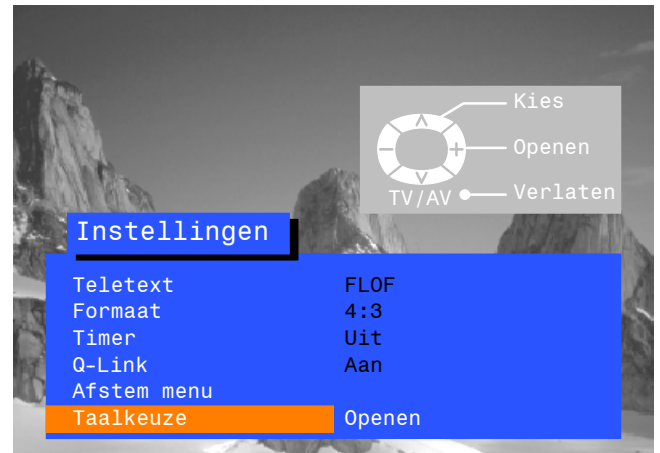 Kies
Openen
TV/AV Verlaten
Instellingen
Teletext FLOF
Formaat 4:3
Timer Uit
Q-Link Aan
Afstem menu
Taalkeuze Openen